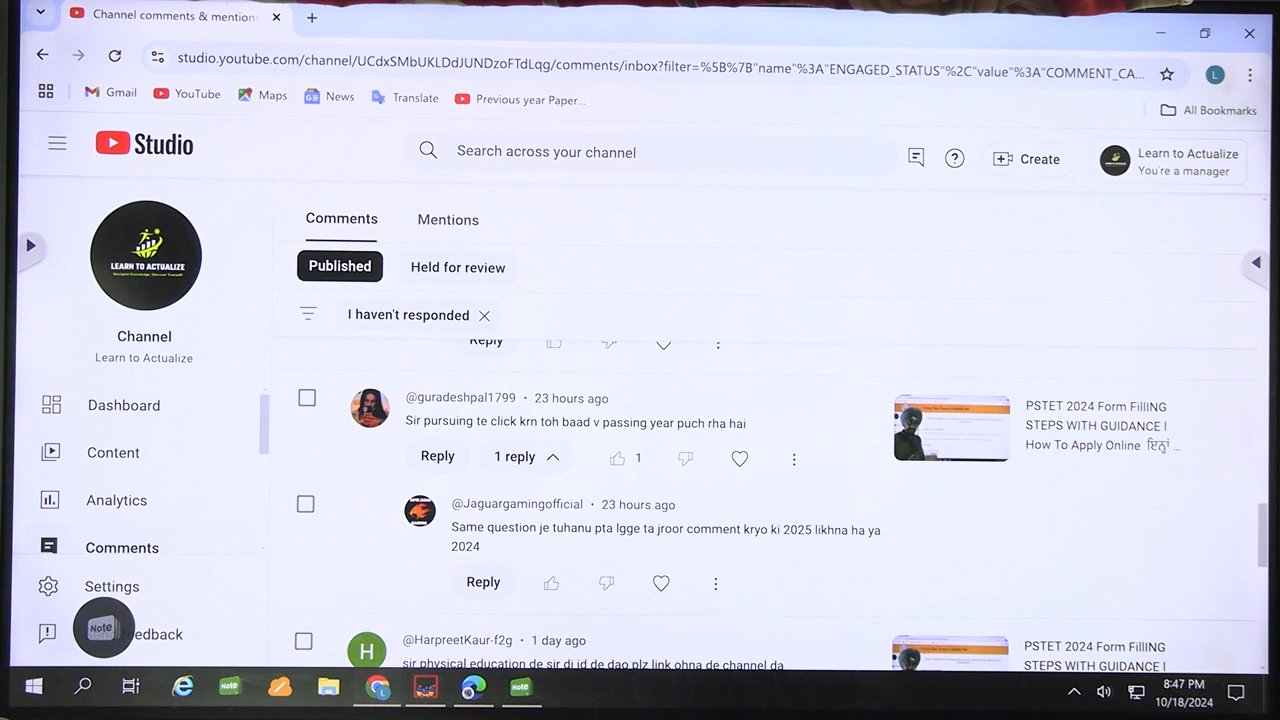 Channel comments & mention
studio.youtube.com/channel/UCdxSMbUKLDdJUNDzoFTdLqg/comments/inbox?filter=%5B%7B"name"%3A"ENGAGED_STATUS"%2C"value"%3A"COMMENT_CA...
L
Gmail
YouTube
Maps
News
Translate
Previous year Paper...
All Bookmarks
Studio
Search across your channel
Create
Learn to Actualize
You're a manager
LEARN TO ACTUALIZE
Channel
Learn to Actualize
Dashboard
Content
Analytics
Comments
Settings
Note
edback
Comments
Mentions
Published
Held for review
I haven't responded
Reply
@guradeshpal1799 • 23 hours ago
Sir pursuing te click krn toh baad v passing year puch rha hai
Reply
1 reply
1
PSTET 2024 Form FillING
STEPS WITH GUIDANCE I
How To Apply Online ਇਨ੍ਹਾਂ ...
@Jaguargamingofficial • 23 hours ago
Same question je tuhanu pta lgge ta jroor comment kryo ki 2025 likhna ha ya
2024
Reply
H
@HarpreetKaur-f2g • 1 day ago
sir physical education de sir di id de dao plz link ohna de channel da
PSTET 2024 Form FillING
STEPS WITH GUIDANCE I
Note
L
Note
8:47 PM
10/18/2024